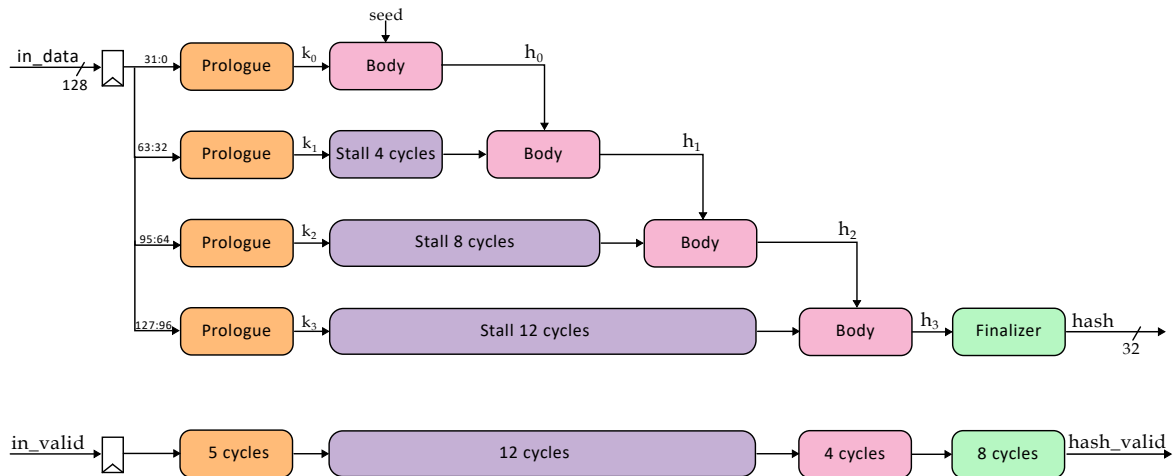 seed
in_data
128
31:0
Prologue
k₀
Body
h₀
63:32
Prologue
k₁
Stall 4 cycles
Body
h₁
95:64
Prologue
k₂
Stall 8 cycles
Body
h₂
127:96
Prologue
k₃
Stall 12 cycles
Body
h₃
Finalizer
hash
32
in_valid
5 cycles
12 cycles
4 cycles
8 cycles
hash_valid